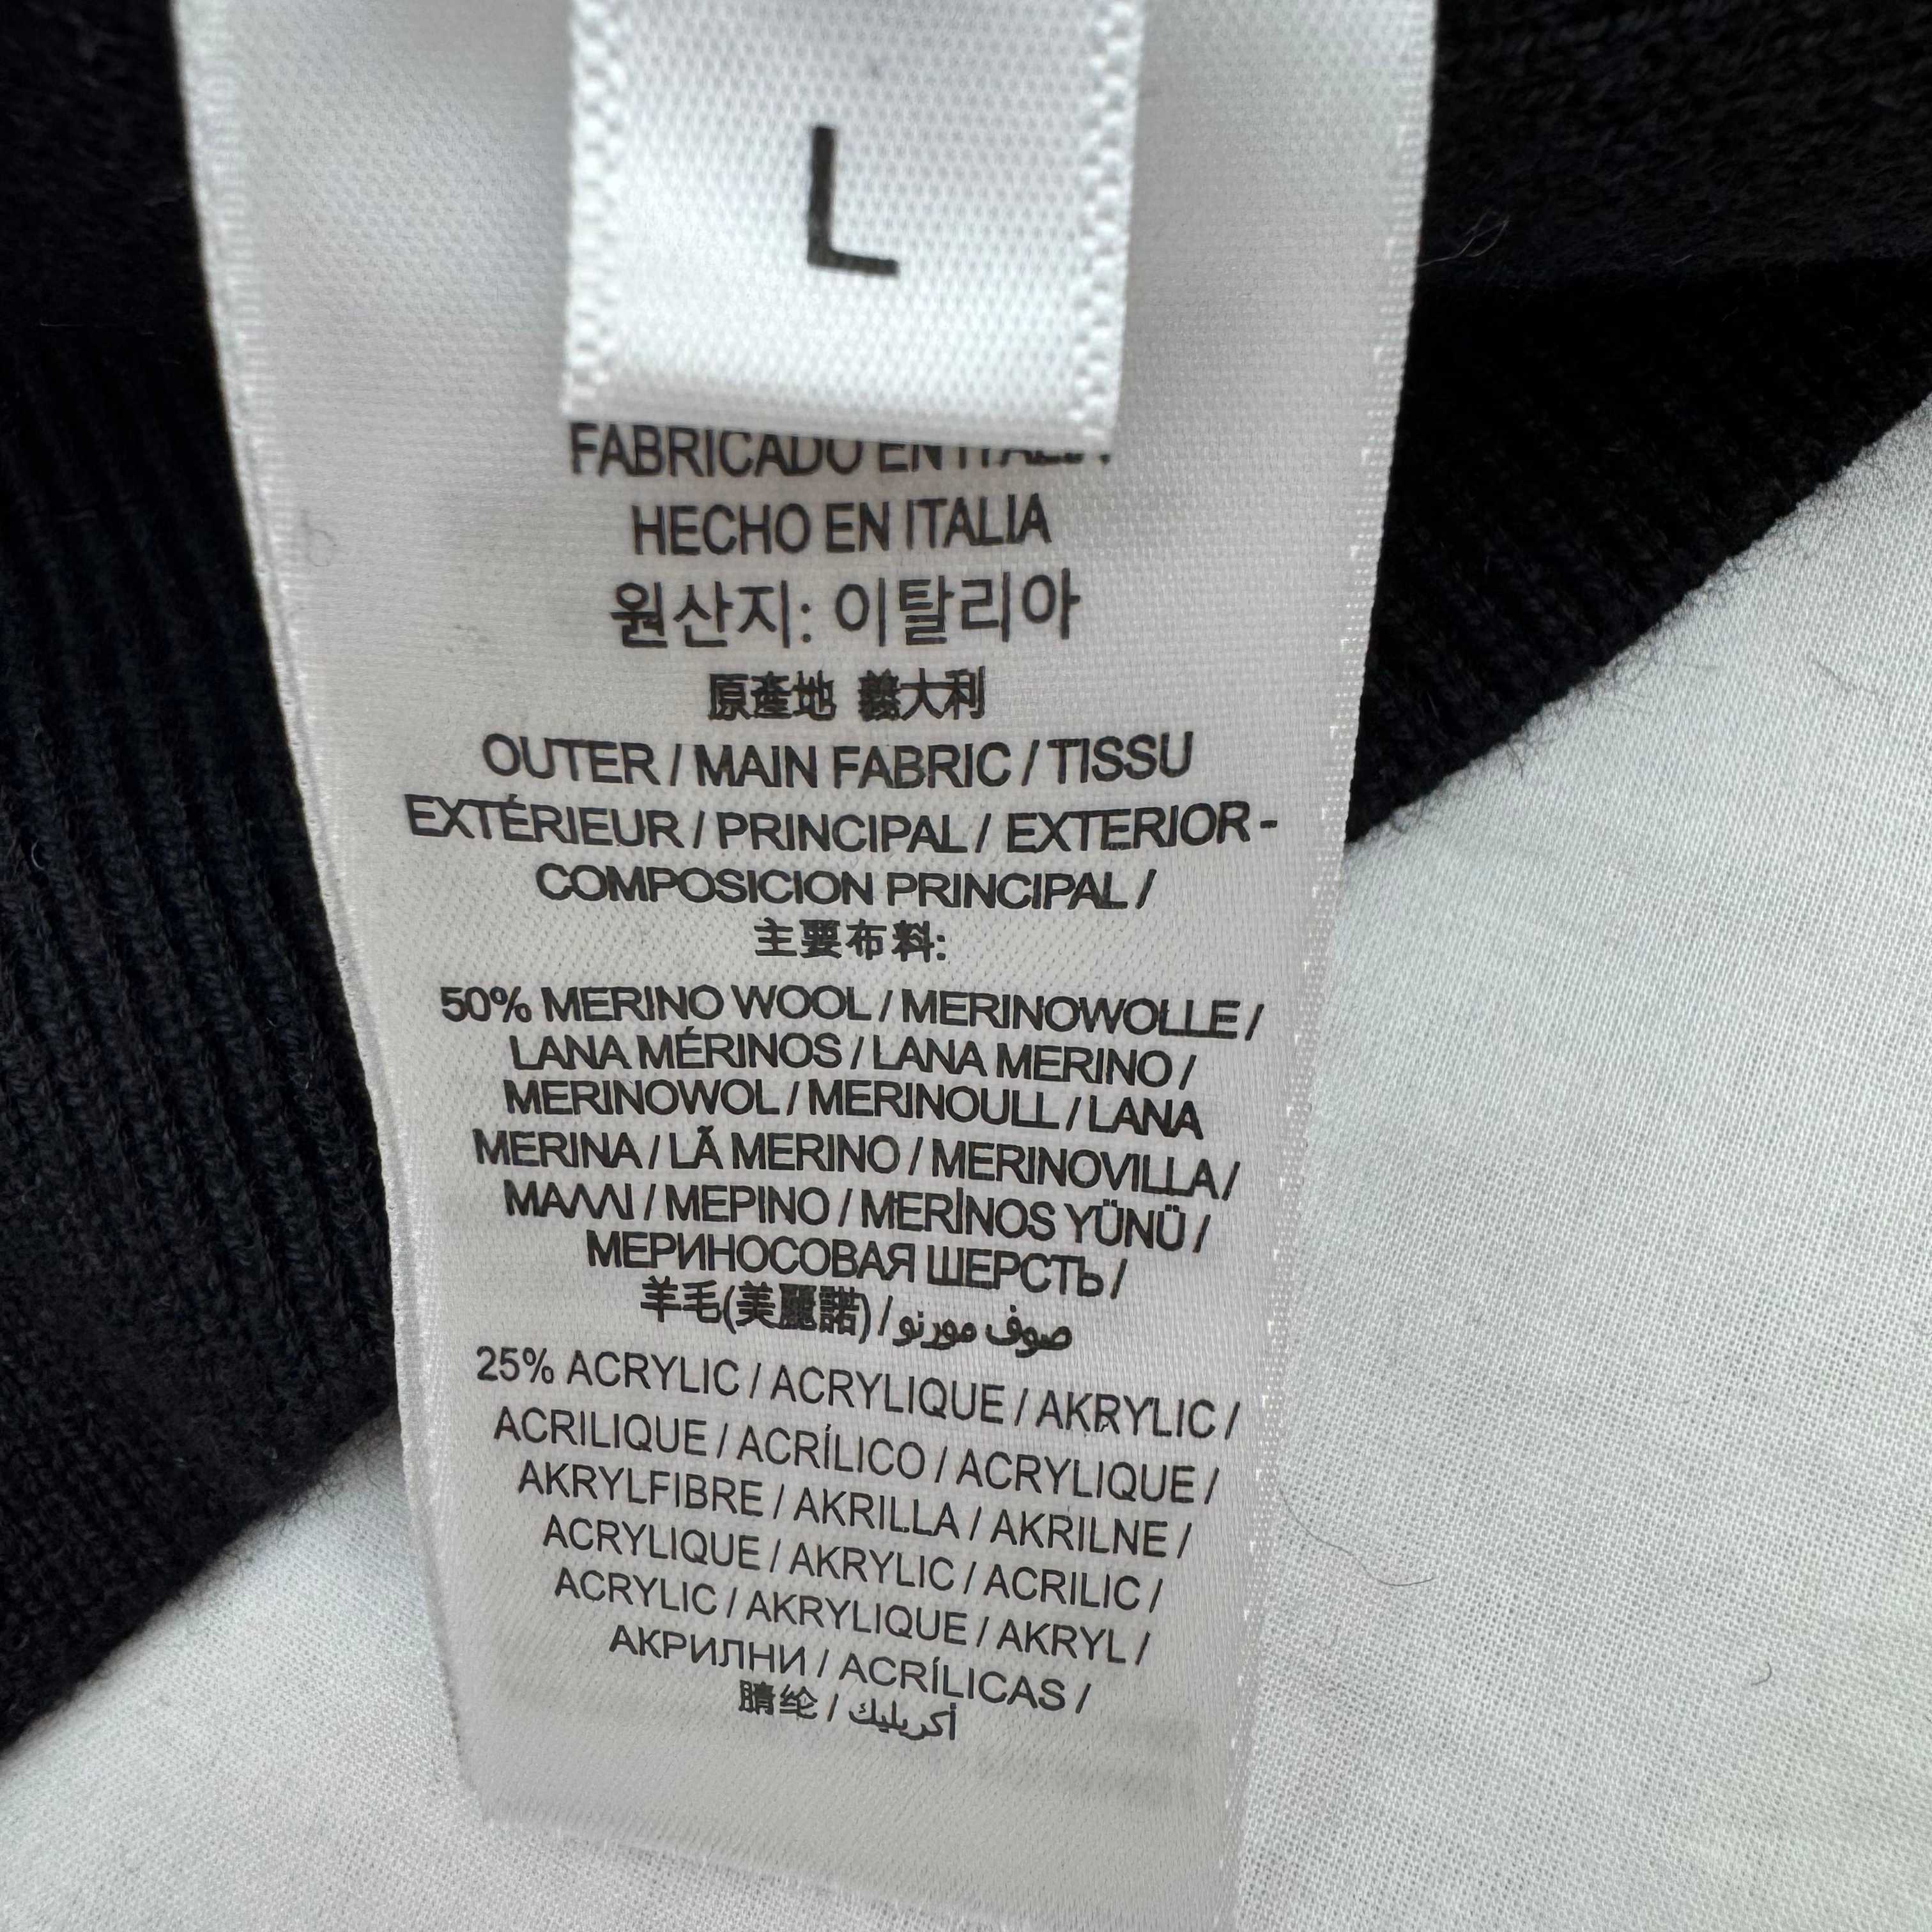 L
FABRICADO EN ITALIA
HECHO EN ITALIA
원산지: 이탈리아
原產地 義大利
OUTER / MAIN FABRIC / TISSU
EXTÉRIEUR / PRINCIPAL / EXTERIOR-
COMPOSICION PRINCIPAL /
主要布料:
50% MERINO WOOL / MERINOWOLLE /
LANA MÉRINOS / LANA MERINO /
MERINOWOL / MERINOULL / LANA
MERINA / LÃ MERINO / MERINOVILLA /
ΜΑΛΛΙ / ΜΕΡΙΝΟ / MERİNOS YÜNÜ /
МЕРИНОСОВАЯ ШЕРСТЬ /
羊毛(美麗諾) / صوف مورنو
25% ACRYLIC / ACRYLIQUE / AKRYLIC /
ACRILIQUE / ACRÍLICO / ACRYLIQUE /
AKRYLFIBRE / AKRILLA / AKRILNE /
ACRYLIQUE / AKRYLIC / ACRILIC /
ACRYLIC / AKRYLIQUE / AKRYL /
АКРИЛНИ / ACRÍLICAS /
腈纶 / أكريليك